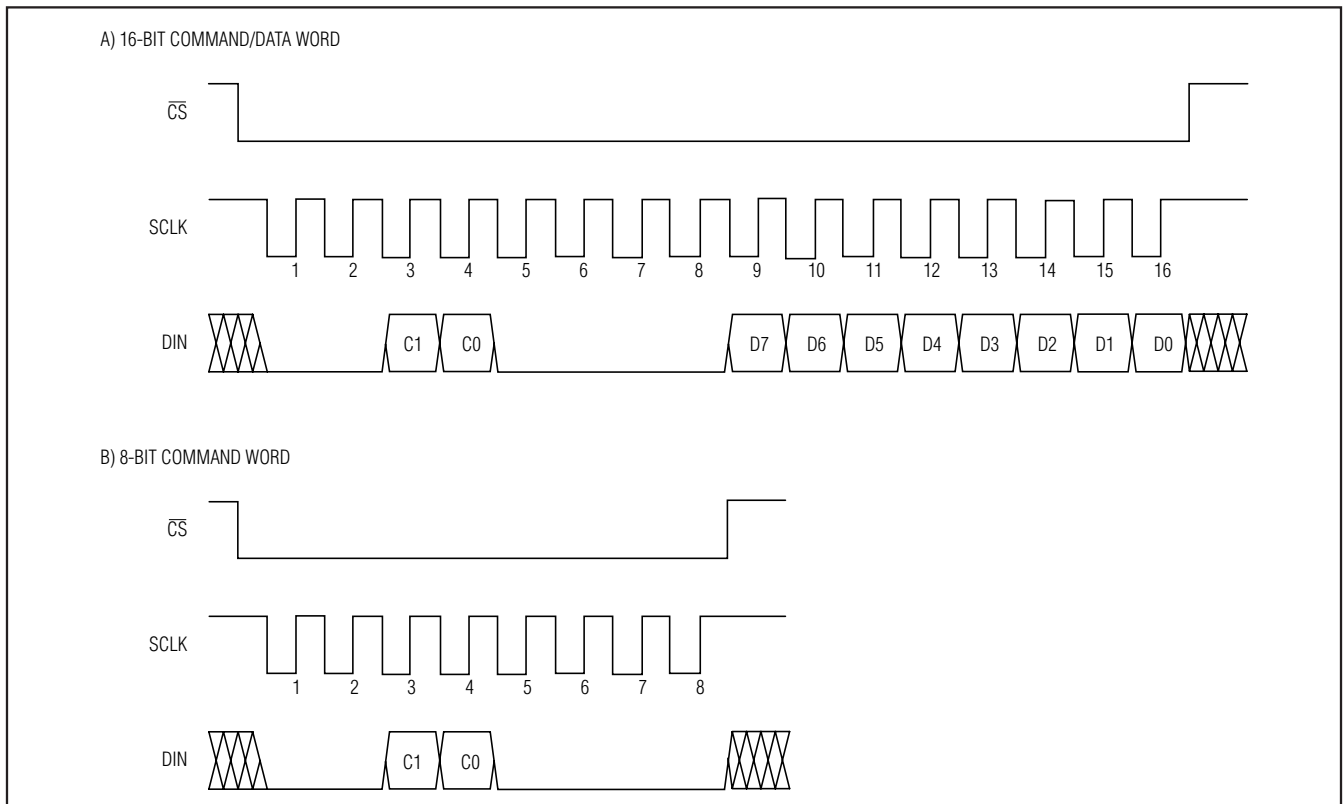 A) 16-BIT COMMAND/DATA WORD
CS
SCLK
1 2 3 4 5 6 7 8 9 10 11 12 13 14 15 16
DIN C1 C0 D7 D6 D5 D4 D3 D2 D1 D0
B) 8-BIT COMMAND WORD
CS
SCLK
1 2 3 4 5 6 7 8
DIN C1 C0